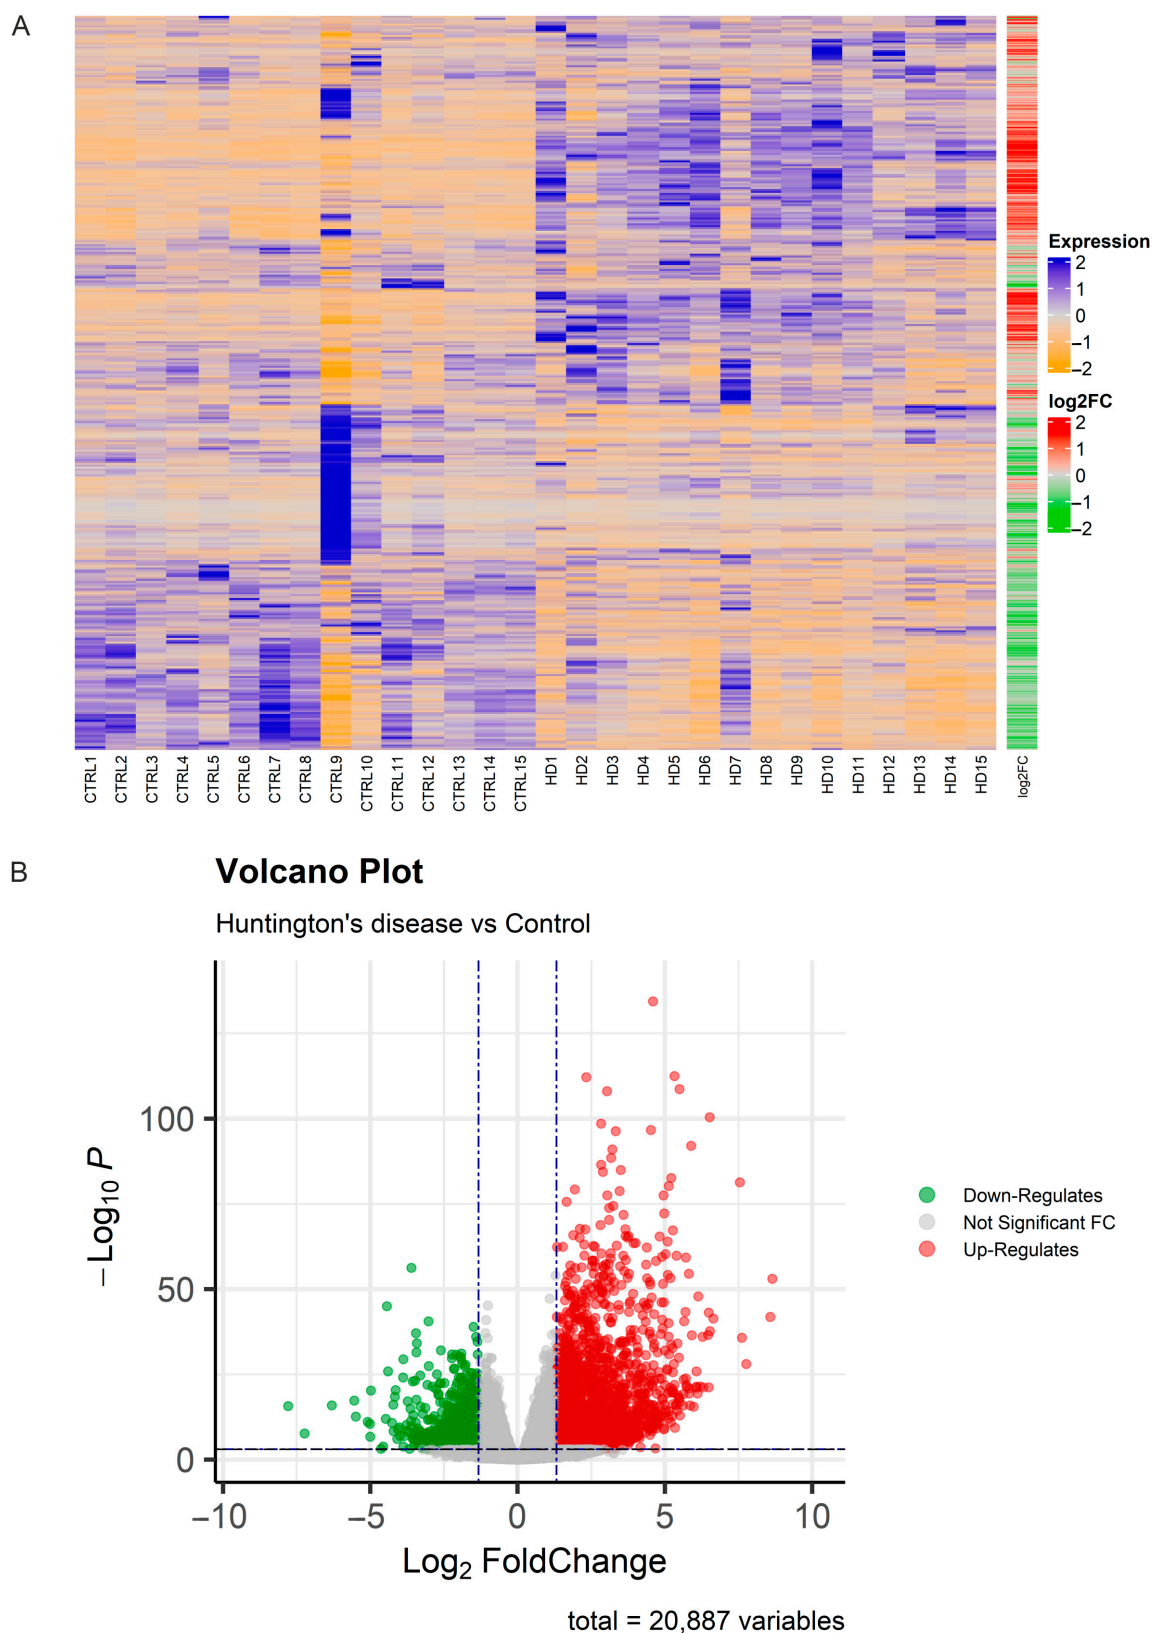 A
Expression
2
1
0
−1
−2
log2FC
2
1
0
−1
−2
CTRL1 CTRL2 CTRL3 CTRL4 CTRL5 CTRL6 CTRL7 CTRL8 CTRL9 CTRL10 CTRL11 CTRL12 CTRL13 CTRL14 CTRL15 HD1 HD2 HD3 HD4 HD5 HD6 HD7 HD8 HD9 HD10 HD11 HD12 HD13 HD14 HD15 log2FC
B
Volcano Plot
Huntington's disease vs Control
100
50
0
−Log10 P
Down-Regulates
Not Significant FC
Up-Regulates
−10 −5 0 5 10
Log2 FoldChange
total = 20,887 variables